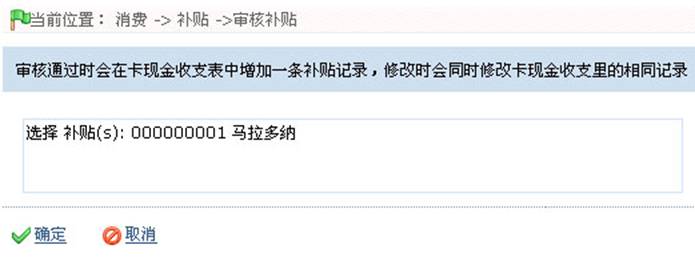 当前位置： 消费 -> 补贴 ->审核补贴
审核通过时会在卡现金收支表中增加一条补贴记录，修改时会同时修改卡现金收支里的相同记录
选择 补贴(s): 000000001 马拉多纳
确定 取消